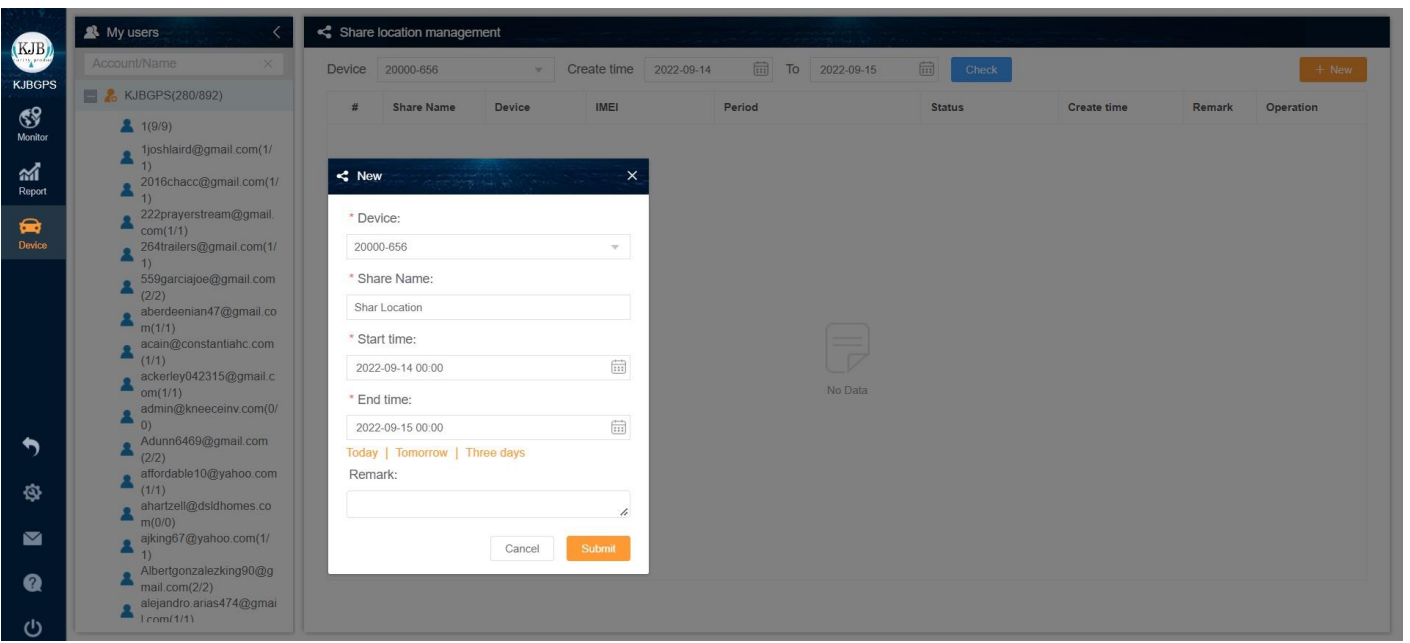 KJB
KJBGPS
Monitor
Report
Device
My users
Account/Name
KJBGPS(280/892)
1(9/9)
1joshlaird@gmail.com(1/
1)
2016chacc@gmail.com(1/
1)
222prayerstream@gmail.
com(1/1)
264trailers@gmail.com(1/
1)
559garciajoe@gmail.com
(2/2)
aberdeenian47@gmail.co
m(1/1)
acain@constantiahc.com
(1/1)
ackerley042315@gmail.c
om(1/1)
admin@kneeceinv.com(0/
0)
Adunn6469@gmail.com
(2/2)
affordable10@yahoo.com
(1/1)
ahartzell@dsldhomes.co
m(0/0)
ajking67@yahoo.com(1/
1)
Albertgonzalezking90@g
mail.com(2/2)
alejandro.arias474@gmai
l.com(1/1)
Share location management
Device 20000-656 Create time 2022-09-14 To 2022-09-15 Check + New
# Share Name Device IMEI Period Status Create time Remark Operation
No Data
New
* Device:
20000-656
* Share Name:
Shar Location
* Start time:
2022-09-14 00:00
* End time:
2022-09-15 00:00
Today | Tomorrow | Three days
Remark:
Cancel Submit